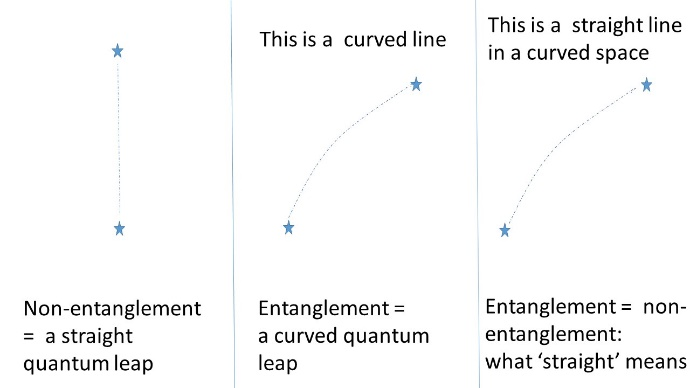 Non-entanglement
= a straight
quantum leap
This is a curved line
Entanglement =
a curved quantum
leap
This is a straight line
in a curved space
Entanglement = non-
entanglement:
what ‘straight’ means